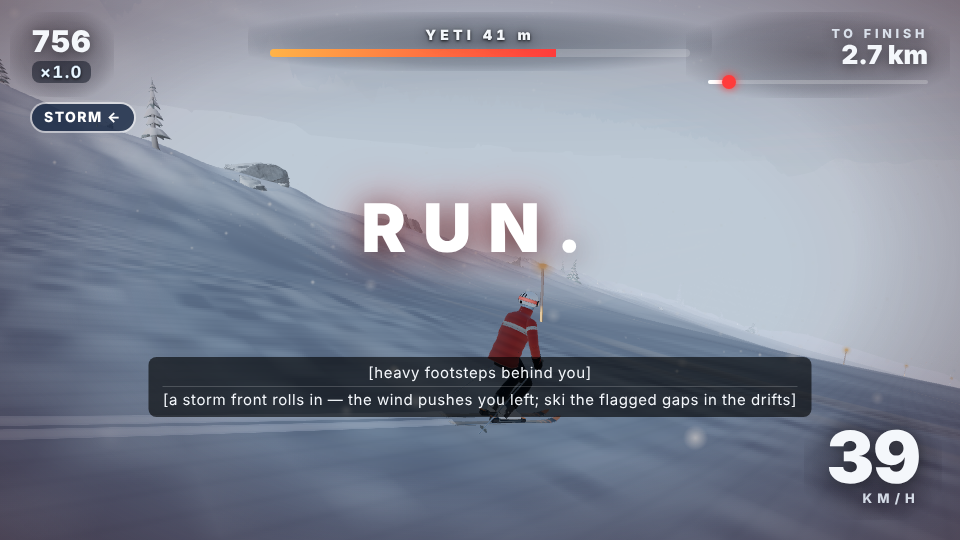 756
×1.0
STORM ←
YETI 41 m
TO FINISH
2.7 km
RUN.
[heavy footsteps behind you]
[a storm front rolls in — the wind pushes you left; ski the flagged gaps in the drifts]
39
KM/H